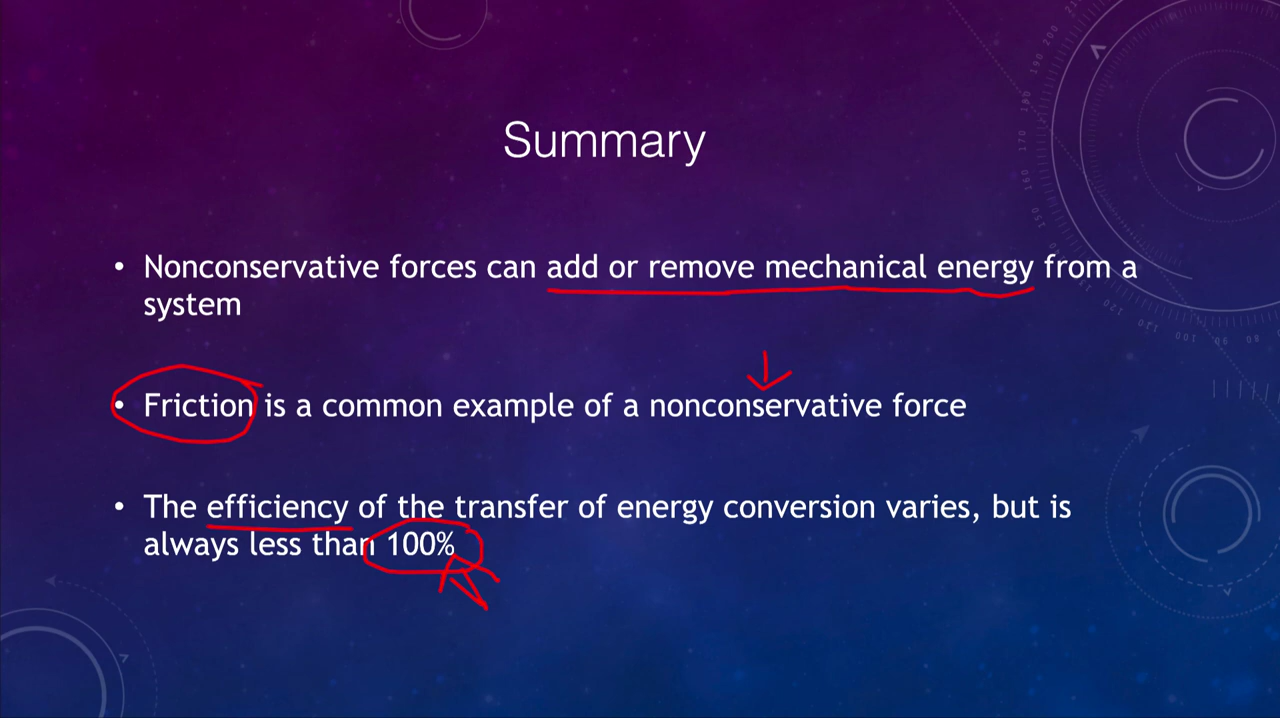 Summary
• Nonconservative forces can add or remove mechanical energy from a
system
• Friction is a common example of a nonconservative force
• The efficiency of the transfer of energy conversion varies, but is
always less than 100%